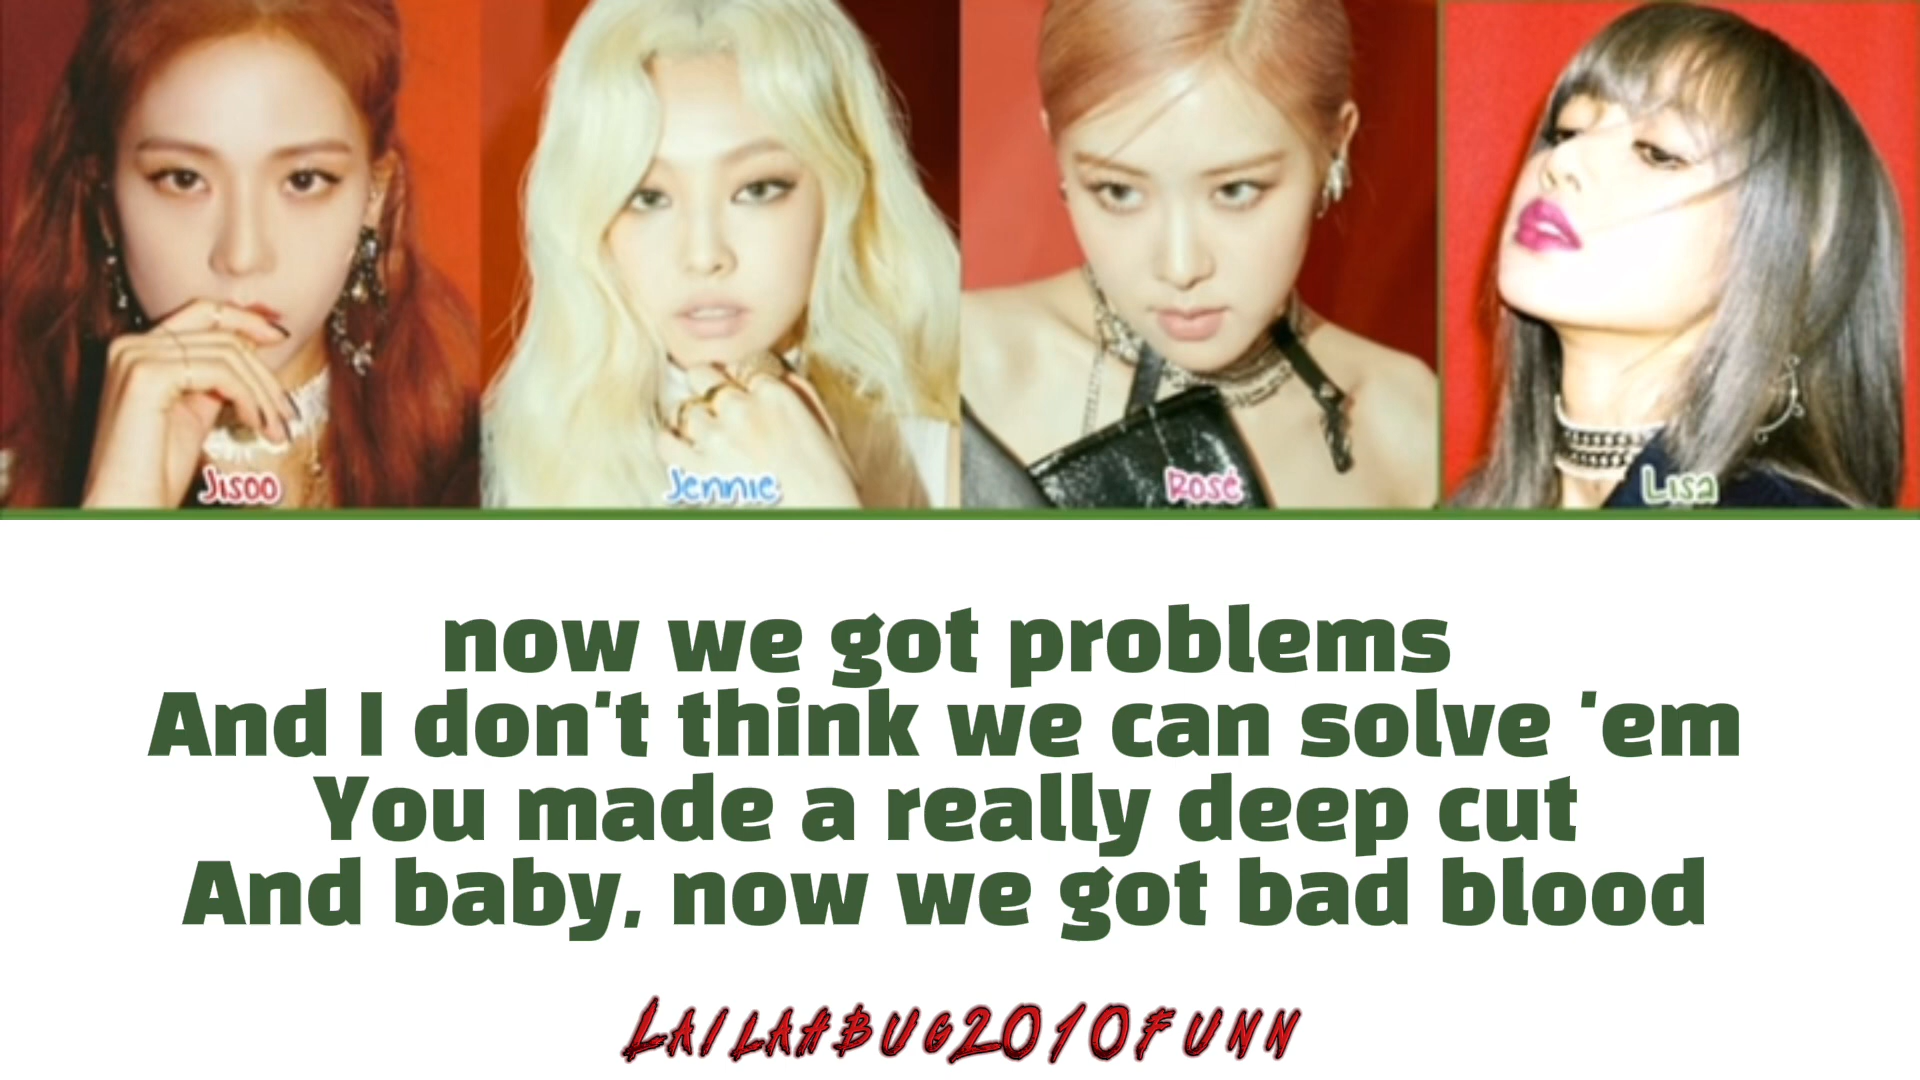 Jisoo
Jennie
Rosé
Lisa
now we got problems
And I don't think we can solve 'em
You made a really deep cut
And baby, now we got bad blood
Lailahbug2010funn